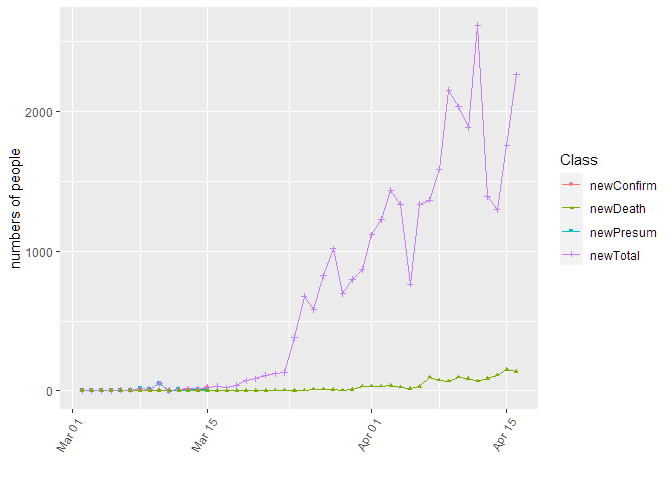 numbers of people
2000
1000
0
Mar 01
Mar 15
Apr 01
Apr 15
Class
newConfirm
newDeath
newPresum
newTotal